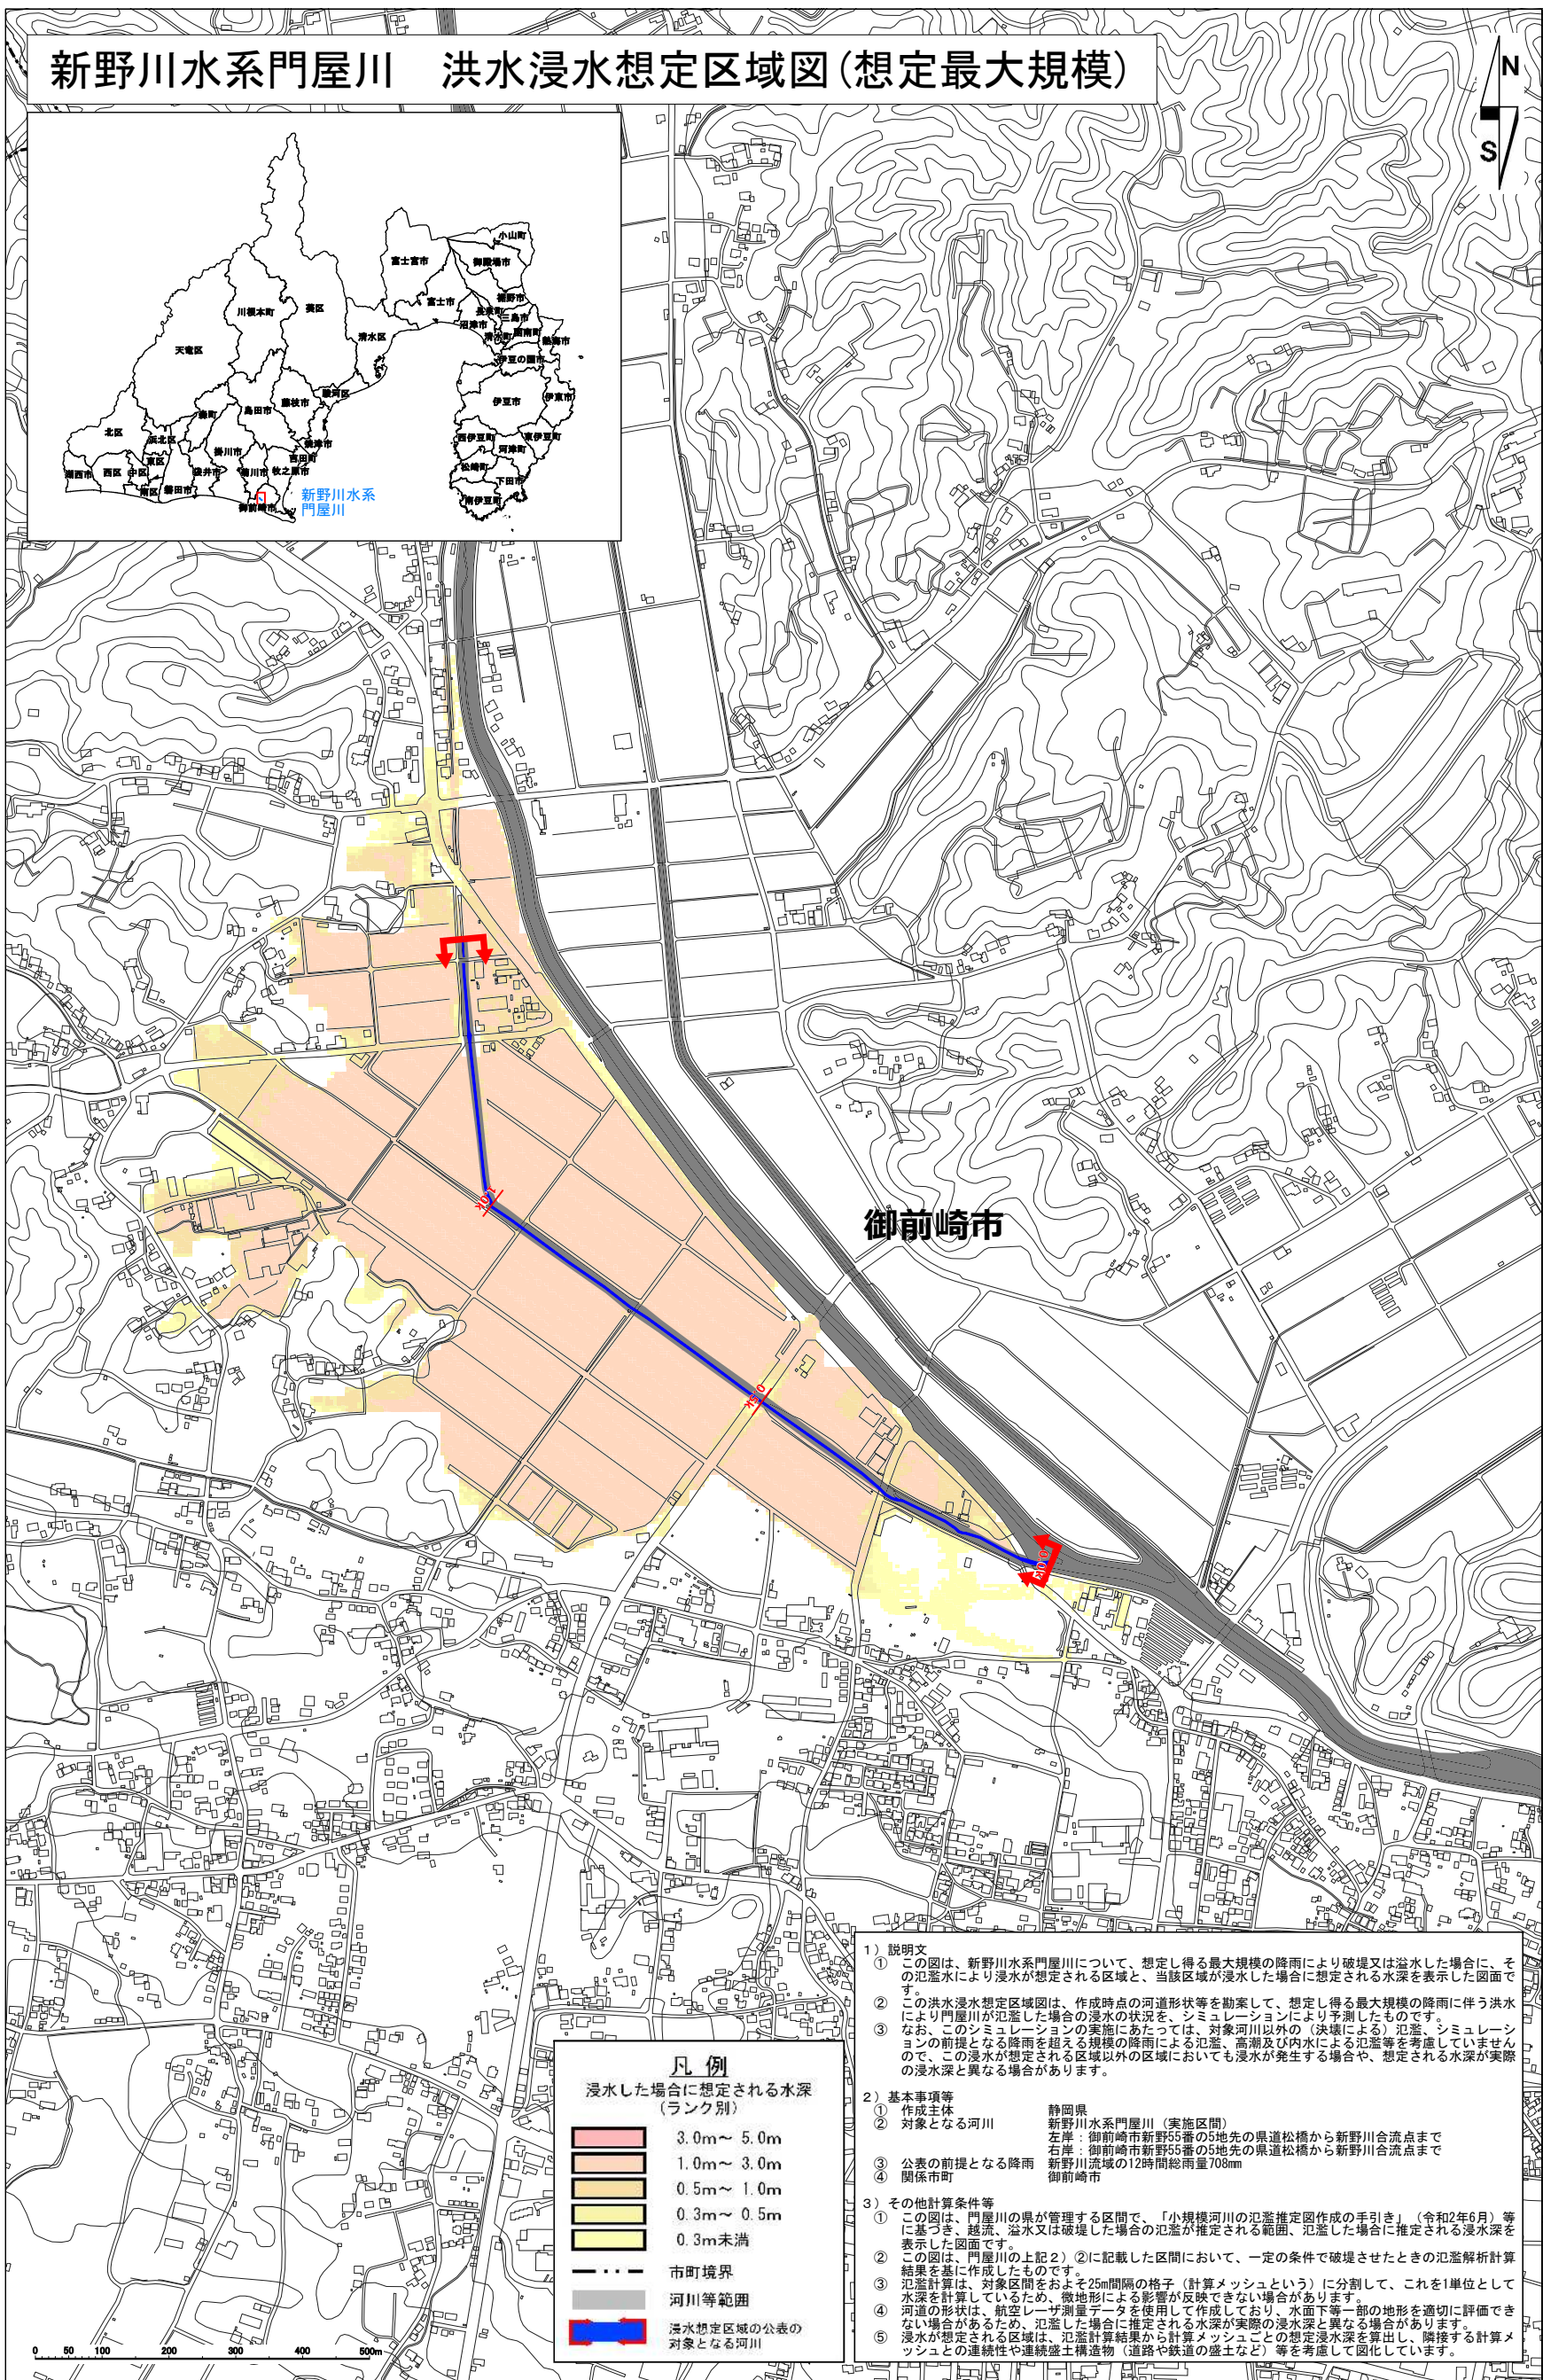 新野川水系門屋川　洪水浸水想定区域図(想定最大規模)
N
S
小山町
御殿場市
富士宮市
裾野市
富士市
長泉町
三島市
沼津市
清水町
函南町
熱海市
伊豆の国市
川根本町
葵区
清水区
天竜区
伊豆市
伊東市
駿河区
藤枝市
島田市
森町
北区
浜北区
焼津市
西伊豆町
東伊豆町
河津町
掛川市
吉田町
東区
湖西市
西区
中区
袋井市
菊川市
牧之原市
松崎町
下田市
南区
磐田市
御前崎市
南伊豆町
新野川水系
門屋川
1.0k
御前崎市
0.5k
0.0k
凡 例
浸水した場合に想定される水深
(ランク別)
3.0m～ 5.0m
1.0m～ 3.0m
0.5m～ 1.0m
0.3m～ 0.5m
0.3m未満
市町境界
河川等範囲
浸水想定区域の公表の
対象となる河川
0 50 100 200 300 400 500m
1）説明文
① この図は、新野川水系門屋川について、想定し得る最大規模の降雨により破堤又は溢水した場合に、そ
の氾濫水により浸水が想定される区域と、当該区域が浸水した場合に想定される水深を表示した図面で
す。
② この洪水浸水想定区域図は、作成時点の河道形状等を勘案して、想定し得る最大規模の降雨に伴う洪水
により門屋川が氾濫した場合の浸水の状況を、シミュレーションにより予測したものです。
③ なお、このシミュレーションの実施にあたっては、対象河川以外の（決壊による）氾濫、シミュレーシ
ョンの前提となる降雨を超える規模の降雨による氾濫、高潮及び内水による氾濫等を考慮していません
ので、この浸水が想定される区域以外の区域においても浸水が発生する場合や、想定される水深が実際
の浸水深と異なる場合があります。
2）基本事項等
① 作成主体 静岡県
② 対象となる河川 新野川水系門屋川（実施区間）
左岸：御前崎市新野55番の5地先の県道松橋から新野川合流点まで
右岸：御前崎市新野55番の5地先の県道松橋から新野川合流点まで
③ 公表の前提となる降雨 新野川流域の12時間総雨量708mm
④ 関係市町 御前崎市
3）その他計算条件等
① この図は、門屋川の県が管理する区間で、「小規模河川の氾濫推定図作成の手引き」（令和2年6月）等
に基づき、越流、溢水又は破堤した場合の氾濫が推定される範囲、氾濫した場合に推定される浸水深を
表示した図面です。
② この図は、門屋川の上記2）②に記載した区間において、一定の条件で破堤させたときの氾濫解析計算
結果を基に作成したものです。
③ 氾濫計算は、対象区間をおよそ25m間隔の格子（計算メッシュという）に分割して、これを1単位として
水深を計算しているため、微地形による影響が反映できない場合があります。
④ 河道の形状は、航空レーザ測量データを使用して作成しており、水面下等一部の地形を適切に評価でき
ない場合があるため、氾濫した場合に推定される水深が実際の浸水深と異なる場合があります。
⑤ 浸水が想定される区域は、氾濫計算結果から計算メッシュごとの想定浸水深を算出し、隣接する計算メ
ッシュとの連続性や連続盛土構造物（道路や鉄道の盛土など）等を考慮して図化しています。